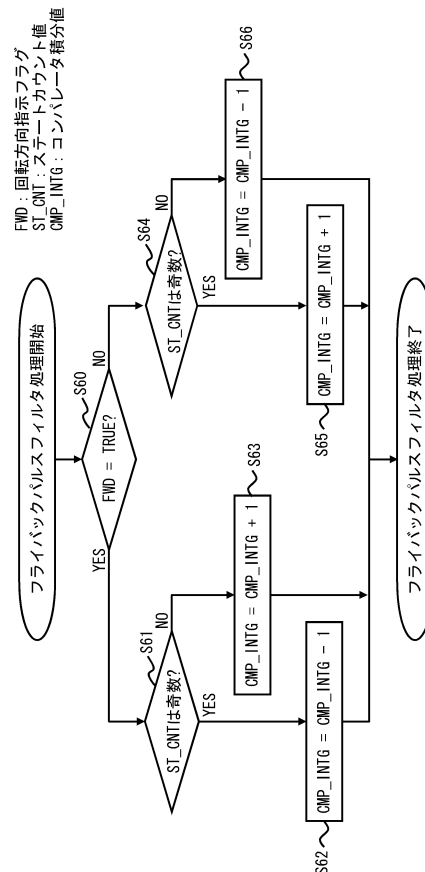 FWD：回転方向指示フラグ
ST_CNT：ステートカウント値
CMP_INTG：コンパレータ積分値
フライバックパルスフィルタ処理開始
S60
FWD = TRUE?
YES
NO
S61
ST_CNTは奇数?
NO
YES
S64
ST_CNTは奇数?
NO
YES
S63
CMP_INTG = CMP_INTG + 1
S66
CMP_INTG = CMP_INTG - 1
S62
CMP_INTG = CMP_INTG - 1
S65
CMP_INTG = CMP_INTG + 1
フライバックパルスフィルタ処理終了